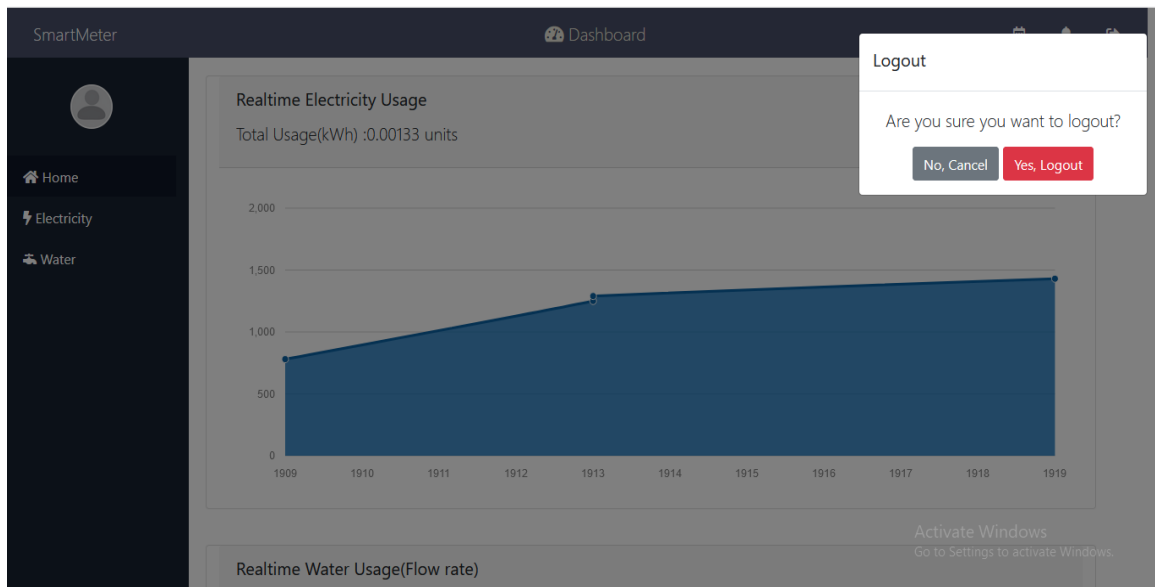 SmartMeter
Dashboard
Logout
Are you sure you want to logout?
No, Cancel
Yes, Logout
Home
Electricity
Water
Realtime Electricity Usage
Total Usage(kWh) :0.00133 units
2,000
1,500
1,000
500
0
1909 1910 1911 1912 1913 1914 1915 1916 1917 1918 1919
Activate Windows
Go to Settings to activate Windows.
Realtime Water Usage(Flow rate)